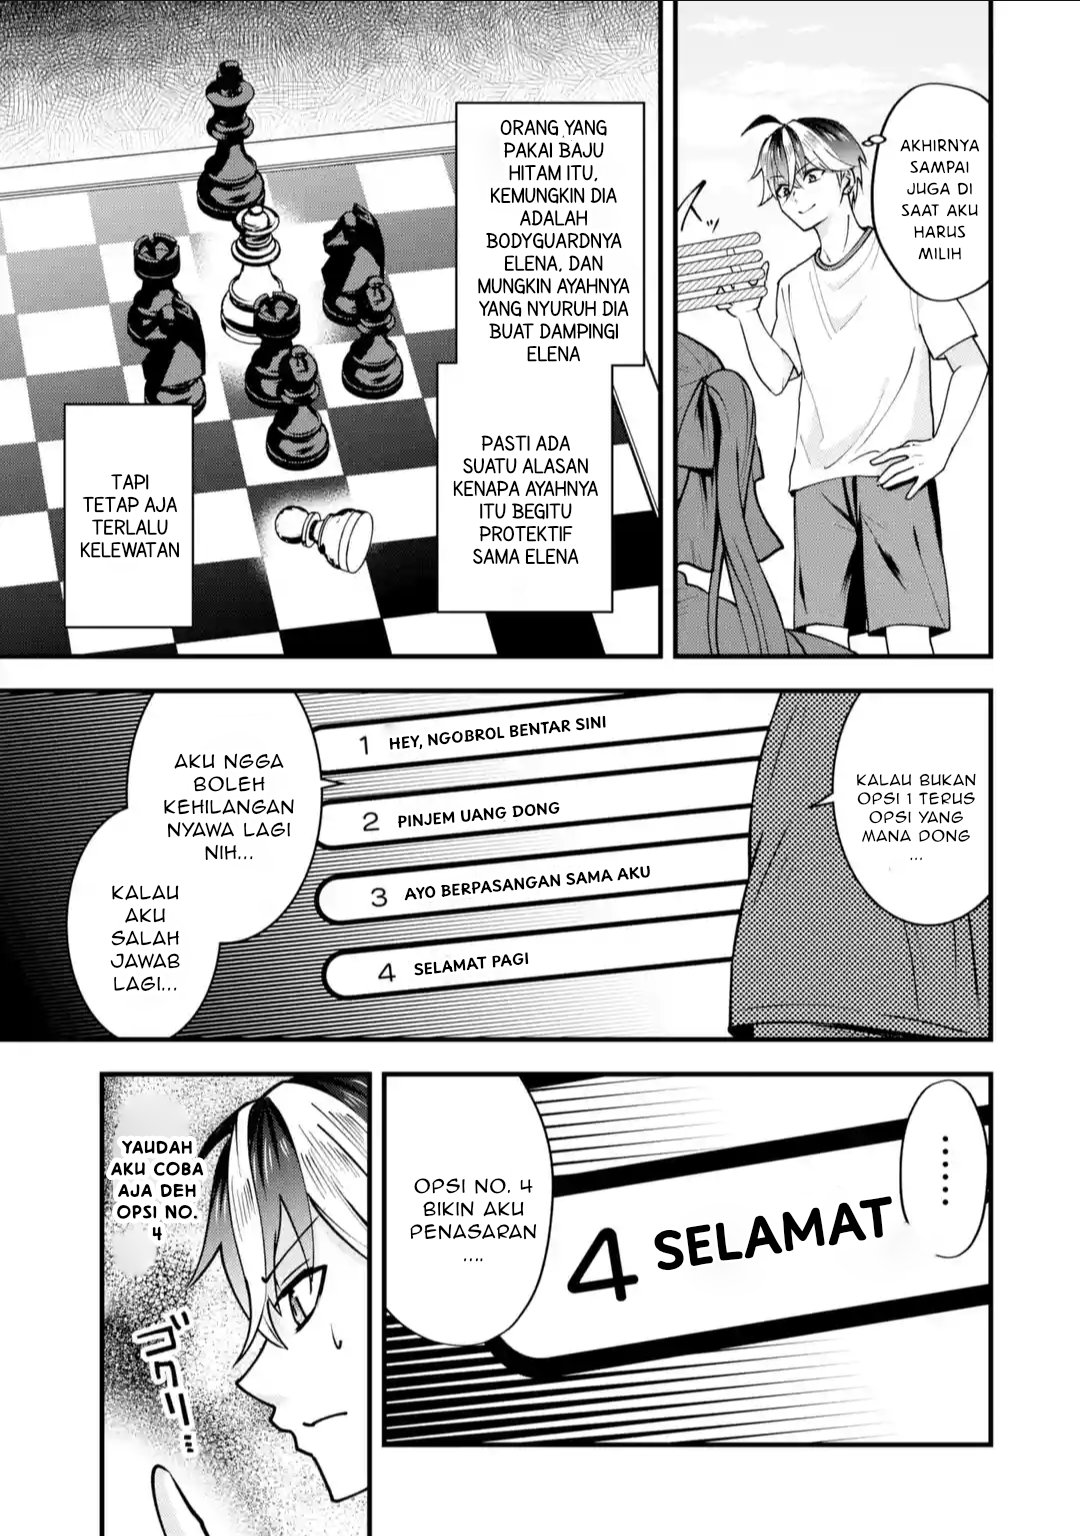 AKHIRNYA
SAMPAI
JUGA DI
SAAT AKU
HARUS
MILIH
ズッ
ORANG YANG
PAKAI BAJU
HITAM ITU,
KEMUNGKIN DIA
ADALAH
BODYGUARDNYA
ELENA, DAN
MUNGKIN AYAHNYA
YANG NYURUH DIA
BUAT DAMPINGI
ELENA
PASTI ADA
SUATU ALASAN
KENAPA AYAHNYA
ITU BEGITU
PROTEKTIF
SAMA ELENA
TAPI
TETAP AJA
TERLALU
KELEWATAN
KALAU BUKAN
OPSI 1 TERUS
OPSI YANG
MANA DONG
...
1 HEY, NGOBROL BENTAR SINI
2 PINJEM UANG DONG
3 AYO BERPASANGAN SAMA AKU
4 SELAMAT PAGI
AKU NGGA
BOLEH
KEHILANGAN
NYAWA LAGI
NIH...
KALAU
AKU
SALAH
JAWAB
LAGI...
.......
4 SELAMAT
OPSI NO. 4
BIKIN AKU
PENASARAN
....
YAUDAH
AKU COBA
AJA DEH
OPSI NO.
4
ゴクリ…